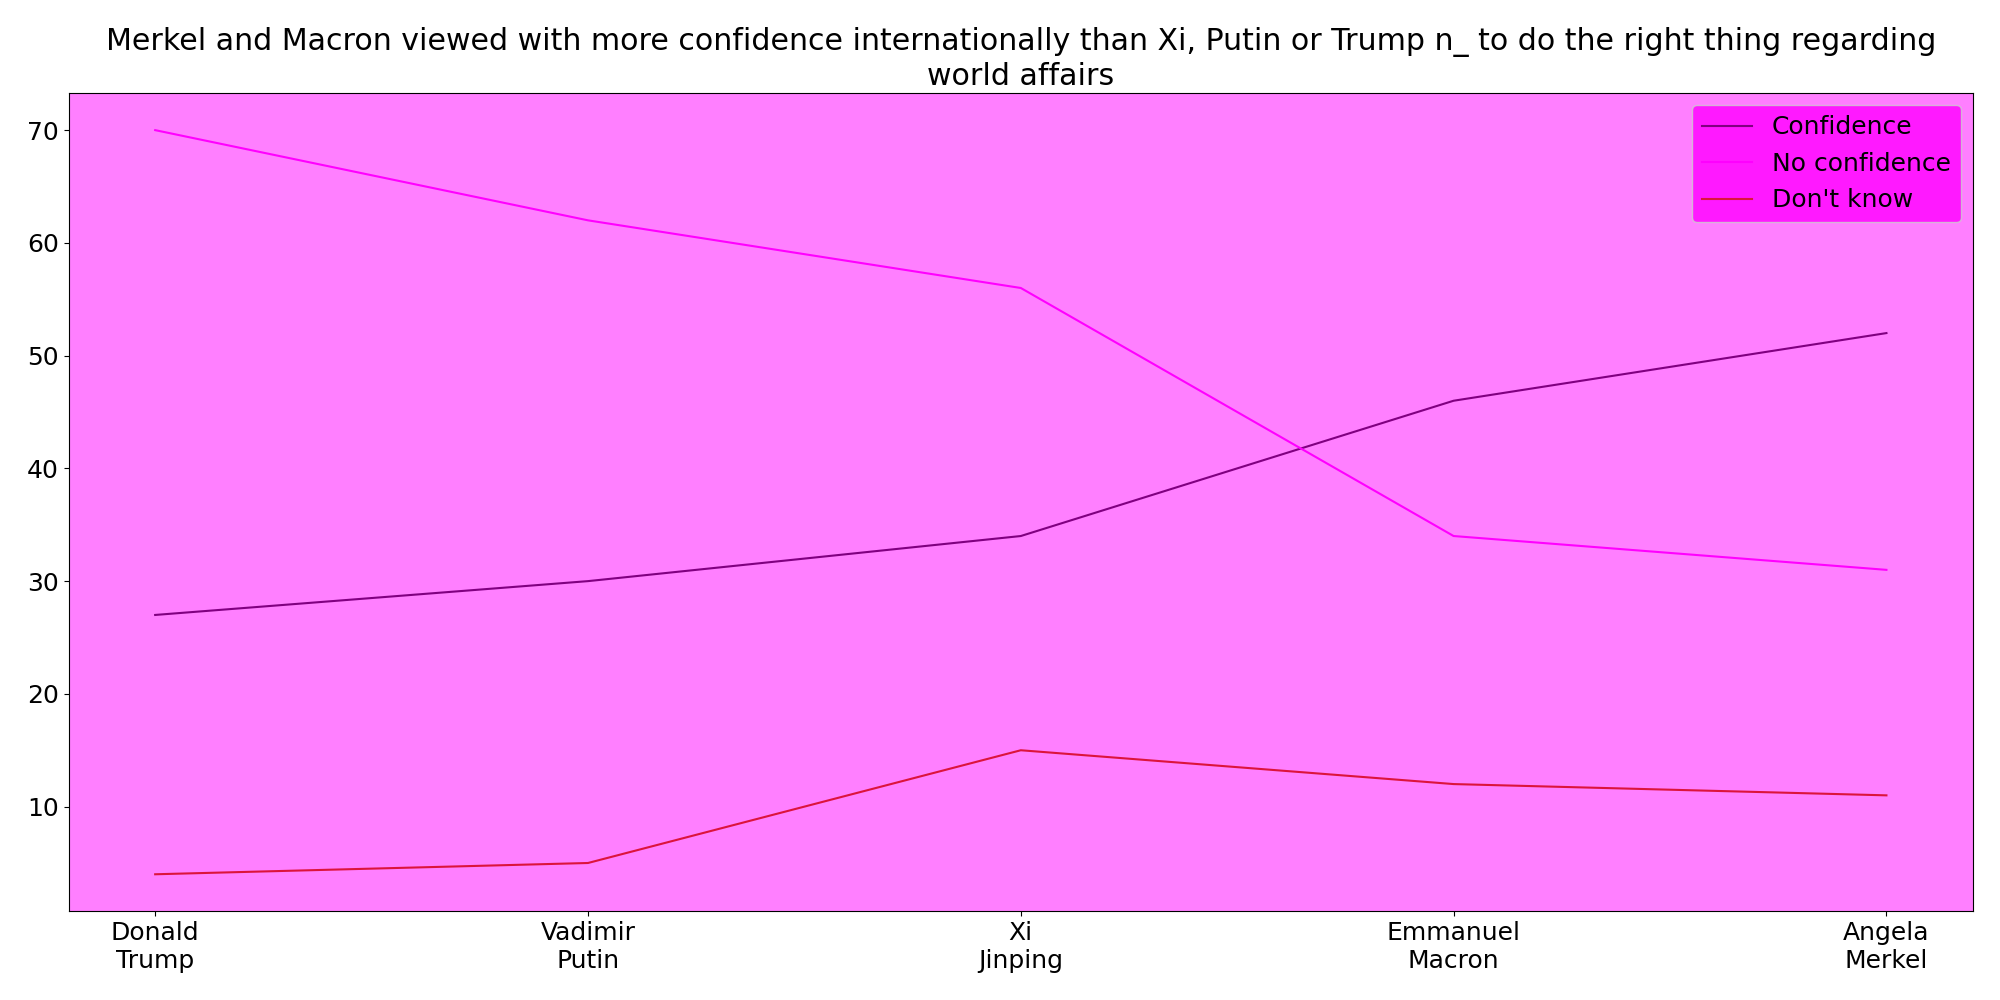 Merkel and Macron viewed with more confidence internationally than Xi, Putin or Trump n_ to do the right thing regarding
world affairs
Confidence
No confidence
Don't know
70
60
50
40
30
20
10
Donald
Trump
Vadimir
Putin
Xi
Jinping
Emmanuel
Macron
Angela
Merkel